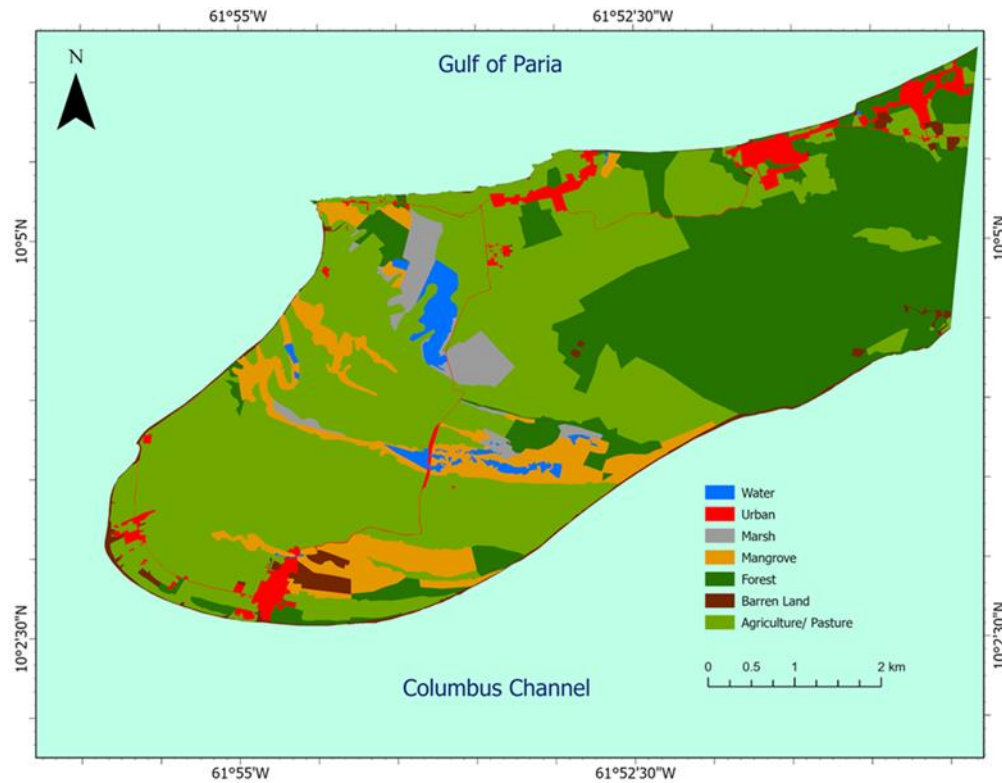 61°55'W 61°52'30"W
Gulf of Paria
N
10°5'N 10°5'N
Water
Urban
Marsh
Mangrove
Forest
Barren Land
Agriculture/ Pasture
10°2'30"N 10°2'30"N
0 0.5 1 2 km
Columbus Channel
61°55'W 61°52'30"W